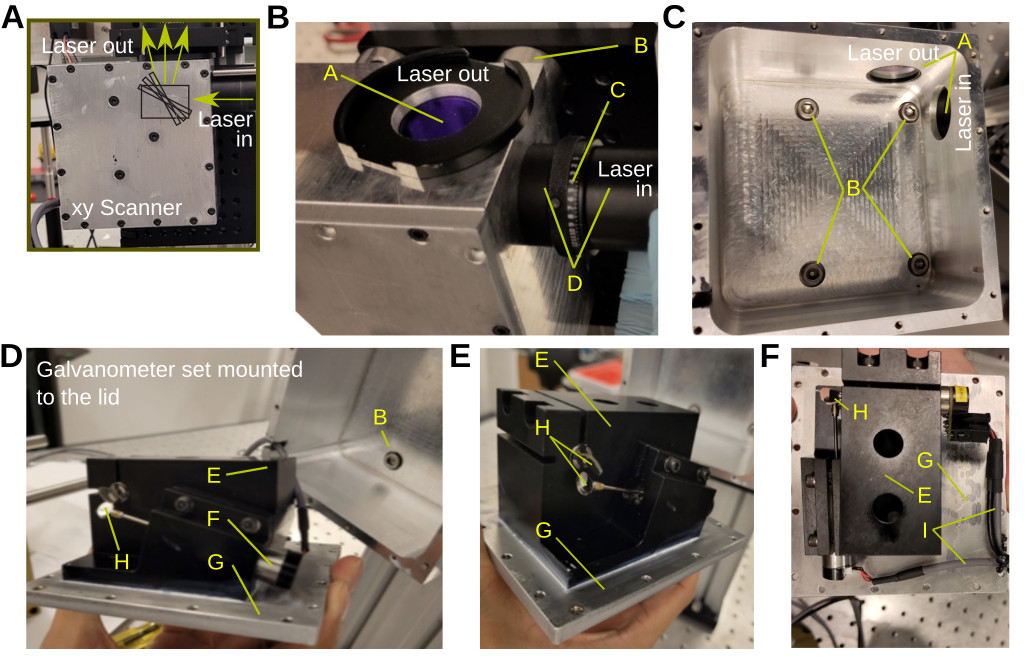 A
Laser out
Laser
in
xy Scanner
B
A
Laser out
B
C
Laser
in
D
C
Laser out
A
Laser in
B
D
Galvanometer set mounted
to the lid
B
E
F
H
G
E
E
H
G
F
H
G
E
I